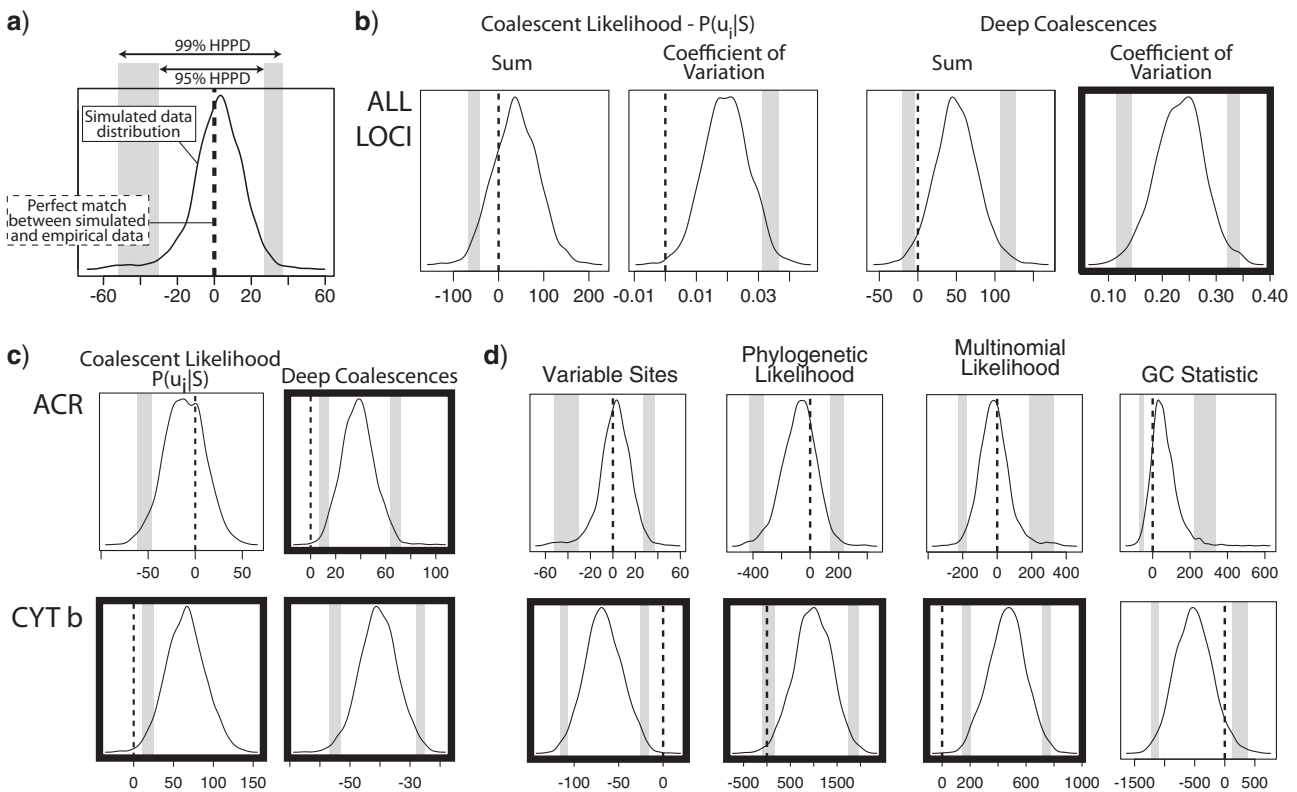 a)
99% HPPD
95% HPPD
Simulated data
distribution
Perfect match
between simulated
and empirical data
-60 -20 0 20 60
b)
Coalescent Likelihood - P(ui|S)
Deep Coalescences
Sum
Coefficient of
Variation
Sum
Coefficient of
Variation
ALL
LOCI
-100 0 100 200
-0.01 0.01 0.03
-50 0 50 100
0.10 0.20 0.30 0.40
c)
Coalescent Likelihood
P(ui|S)
Deep Coalescences
ACR
-50 0 50
0 20 60 100
CYT b
0 50 100 150
-50 -30
d)
Variable Sites
Phylogenetic
Likelihood
Multinomial
Likelihood
GC Statistic
-60 -20 0 20 60
-400 0 400
-200 0 200 400
0 200 400 600
-100 -50 0
-500 500 1500
0 200 400 600 800 1000
-1500 -500 0 500